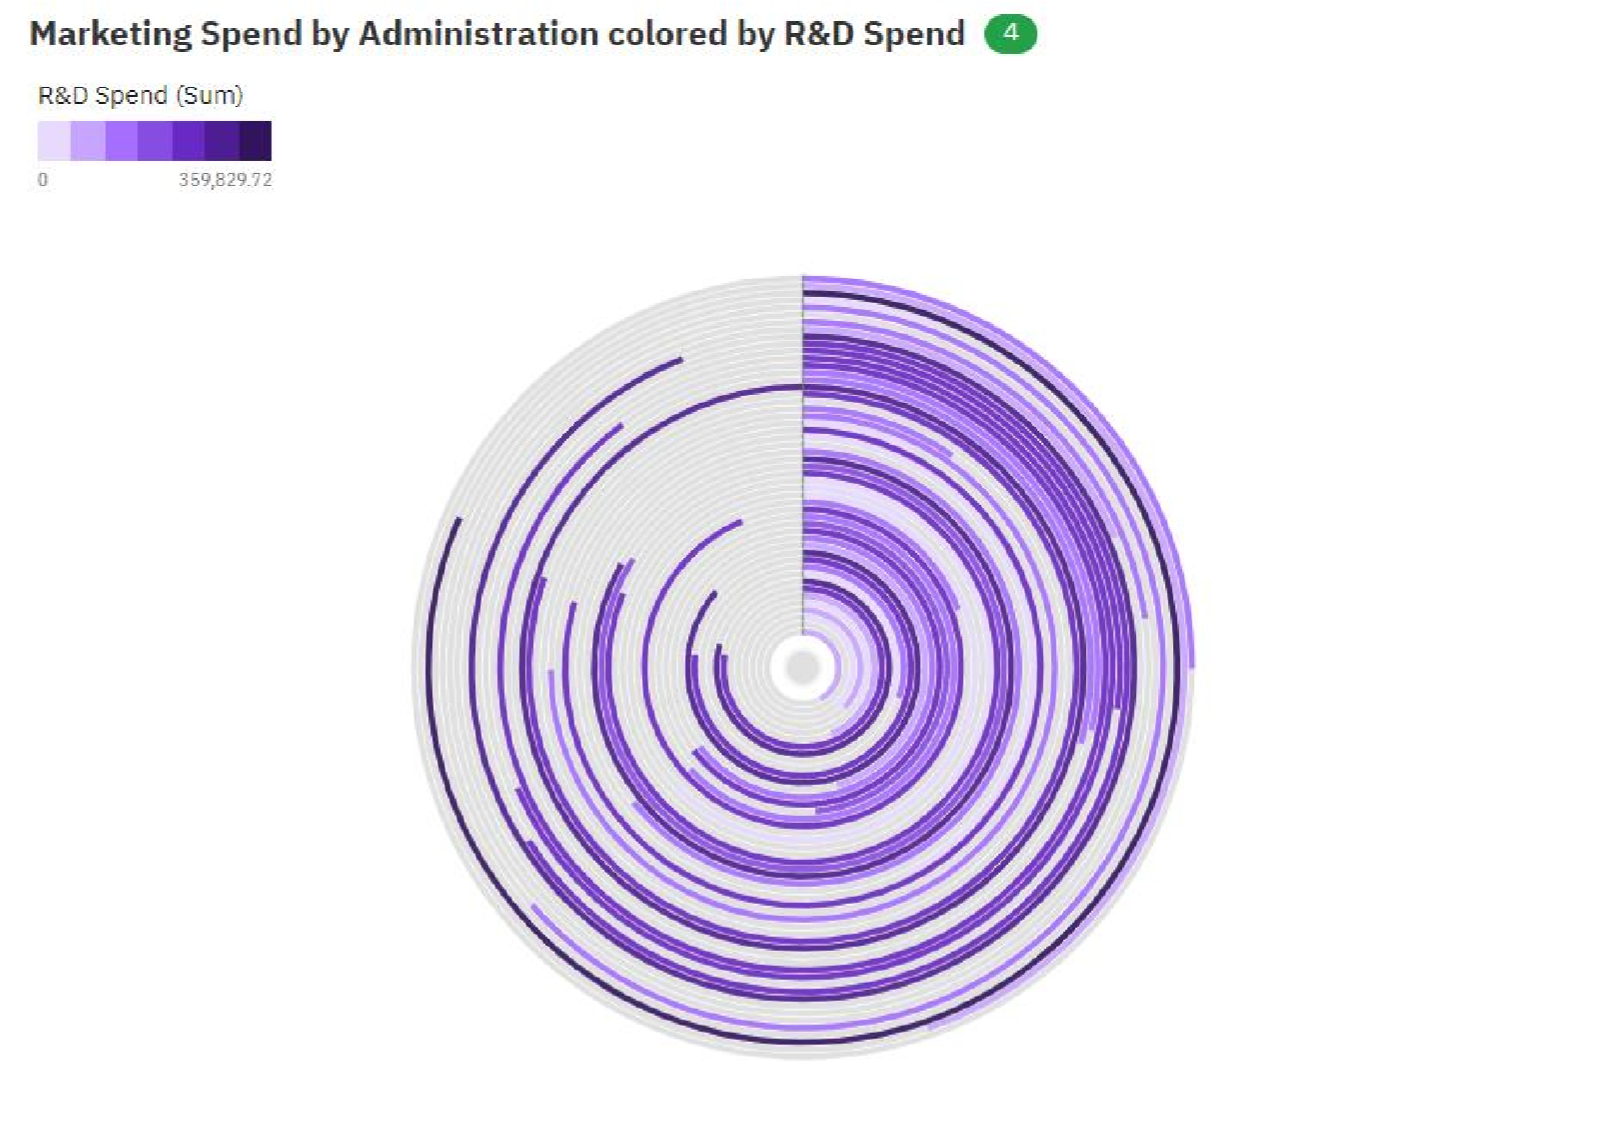 Marketing Spend by Administration colored by R&D Spend 4
R&D Spend (Sum)
0 359,829.72